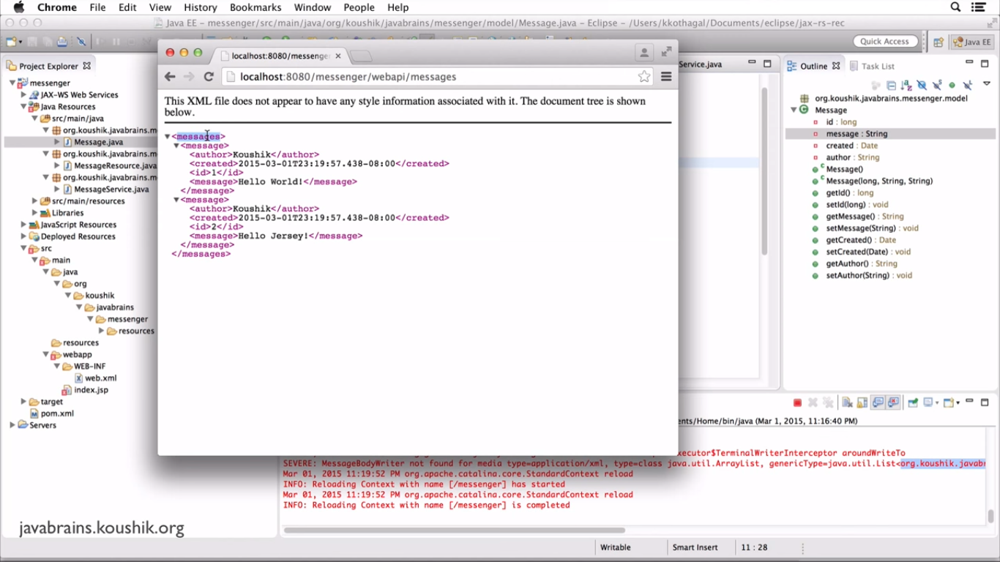 Chrome File Edit View History Bookmarks Window People Help
Java EE - messenger/src/main/java/org/koushik/javabrains/messenger/model/Message.java - Eclipse - /Users/kkothagal/Documents/eclipse/jax-rs-rec
Quick Access
Java EE
Project Explorer
messenger
JAX-WS Web Services
Java Resources
src/main/java
org.koushik.javabrains.m
Message.java
org.koushik.javabrains.m
MessageResource.java
org.koushik.javabrains.m
MessageService.java
src/main/resources
Libraries
JavaScript Resources
Deployed Resources
src
main
java
org
koushik
javabrains
messenger
resources
resources
webapp
WEB-INF
web.xml
index.jsp
target
pom.xml
Servers
localhost:8080/messenge
localhost:8080/messenger/webapi/messages
This XML file does not appear to have any style information associated with it. The document tree is shown
below.
<messages>
<message>
<author>Koushik</author>
<created>2015-03-01T23:19:57.438-08:00</created>
<id>1</id>
<message>Hello World!</message>
</message>
<message>
<author>Koushik</author>
<created>2015-03-01T23:19:57.438-08:00</created>
<id>2</id>
<message>Hello Jersey!</message>
</message>
</messages>
Service.java
Outline
Task List
org.koushik.javabrains.messenger.model
Message
id : long
message : String
created : Date
author : String
Message()
Message(long, String, String)
getId() : long
setId(long) : void
getMessage() : String
setMessage(String) : void
getCreated() : Date
setCreated(Date) : void
getAuthor() : String
setAuthor(String) : void
ents/Home/bin/java (Mar 1, 2015, 11:16:40 PM)
xecutor$TerminalWriterInterceptor aroundWriteTo
SEVERE: MessageBodyWriter not found for media type=application/xml, type=class java.util.ArrayList, genericType=java.util.List<org.koushik.javabr
Mar 01, 2015 11:19:52 PM org.apache.catalina.core.StandardContext reload
INFO: Reloading Context with name [/messenger] has started
Mar 01, 2015 11:19:52 PM org.apache.catalina.core.StandardContext reload
INFO: Reloading Context with name [/messenger] is completed
javabrains.koushik.org
Writable
Smart Insert
11 : 28